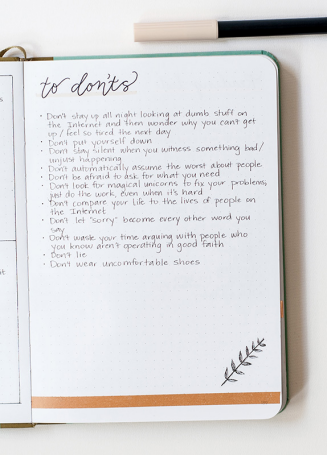 to don'ts
• Don't stay up all night looking at dumb stuff on
the Internet and then wonder why you can't get
up / feel so tired the next day
• Don't put yourself down
• Don't stay silent when you witness something bad/
unjust happening
• Don't automatically assume the worst about people
• Don't be afraid to ask for what you need
• Don't look for magical unicorns to fix your problems,
just do the work, even when it's hard
• Don't compare your life to the lives of people on
the Internet
• Don't let "sorry" become every other word you
say
• Don't waste your time arguing with people who
you know aren't operating in good faith
• Don't lie
• Don't wear uncomfortable shoes